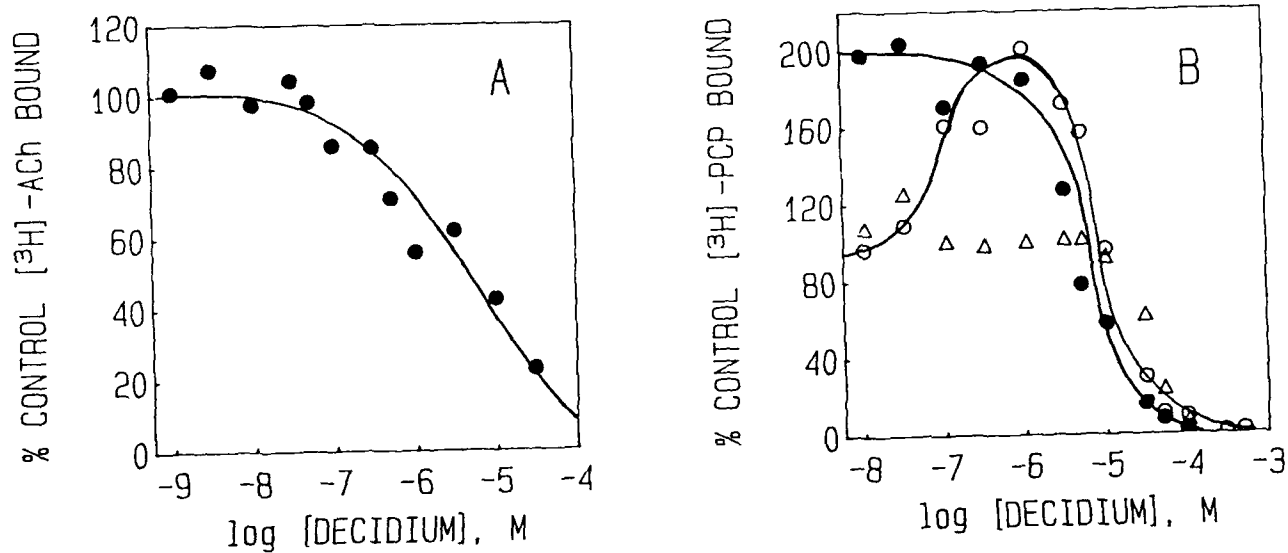 A
% CONTROL [³H]-ACh BOUND
120
100
80
60
40
20
0
-9 -8 -7 -6 -5 -4
log [DECIDIUM], M
B
% CONTROL [³H]-PCP BOUND
200
160
120
80
40
0
-8 -7 -6 -5 -4 -3
log [DECIDIUM], M